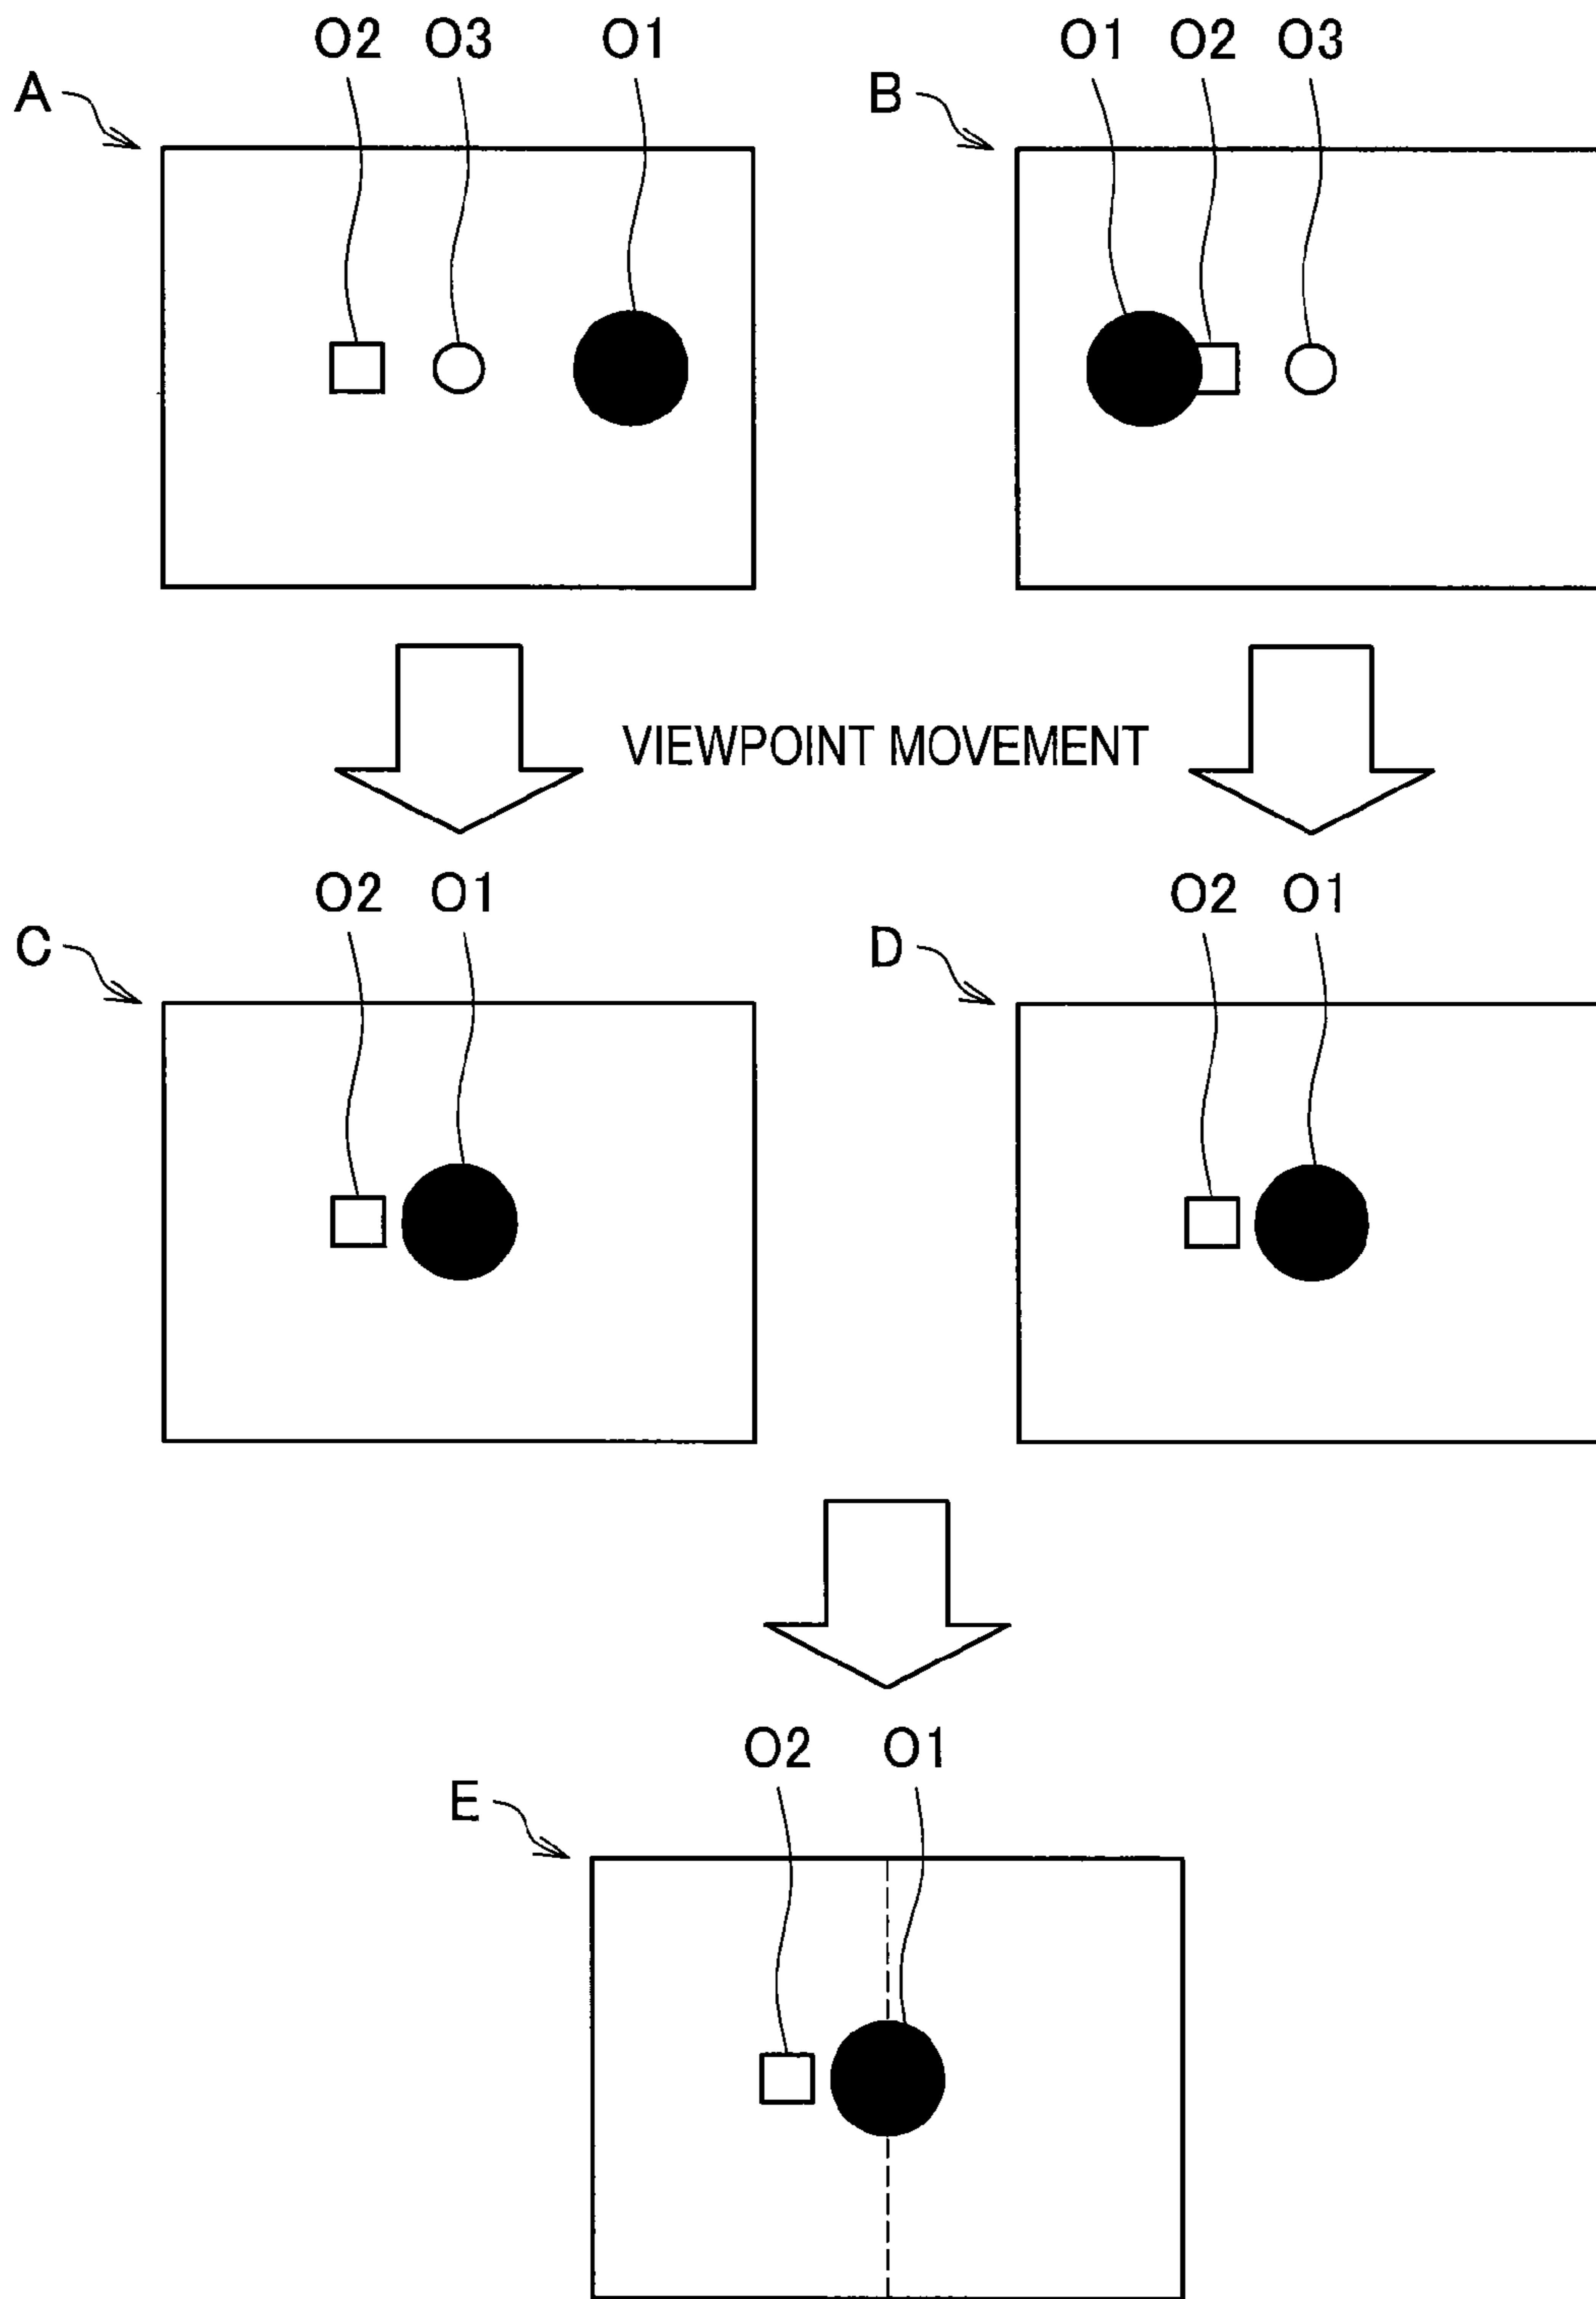 O2 O3 O1
A
O1 O2 O3
B
VIEWPOINT MOVEMENT
O2 O1
C
O2 O1
D
O2 O1
E